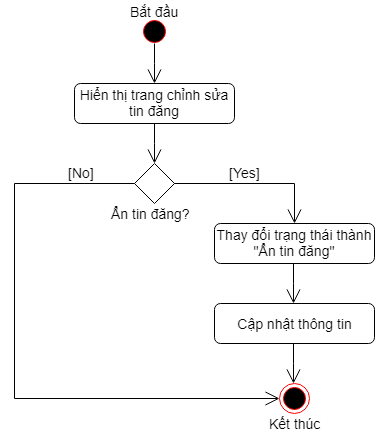 Bắt đầu
Hiển thị trang chỉnh sửa
tin đăng
[No]
[Yes]
Ẩn tin đăng?
Thay đổi trạng thái thành
"Ẩn tin đăng"
Cập nhật thông tin
Kết thúc